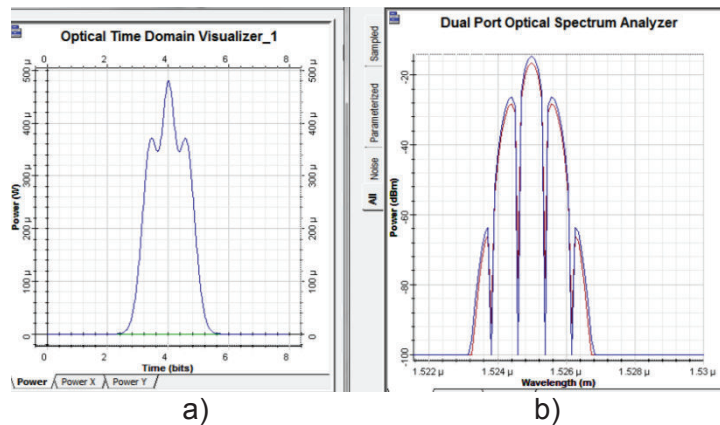 Optical Time Domain Visualizer_1
0 2 4 6 8
500 µ
400 µ
300 µ
200 µ
100 µ
0
Power (W)
500 µ
400 µ
300 µ
200 µ
100 µ
0
0 2 4 6 8
Time (bits)
Power Power X Power Y
a)
Dual Port Optical Spectrum Analyzer
Sampled
Parameterized
Noise
All
Power (dBm)
-20
-40
-60
-80
-100
1.522 µ 1.524 µ 1.526 µ 1.528 µ 1.53 µ
Wavelength (m)
b)